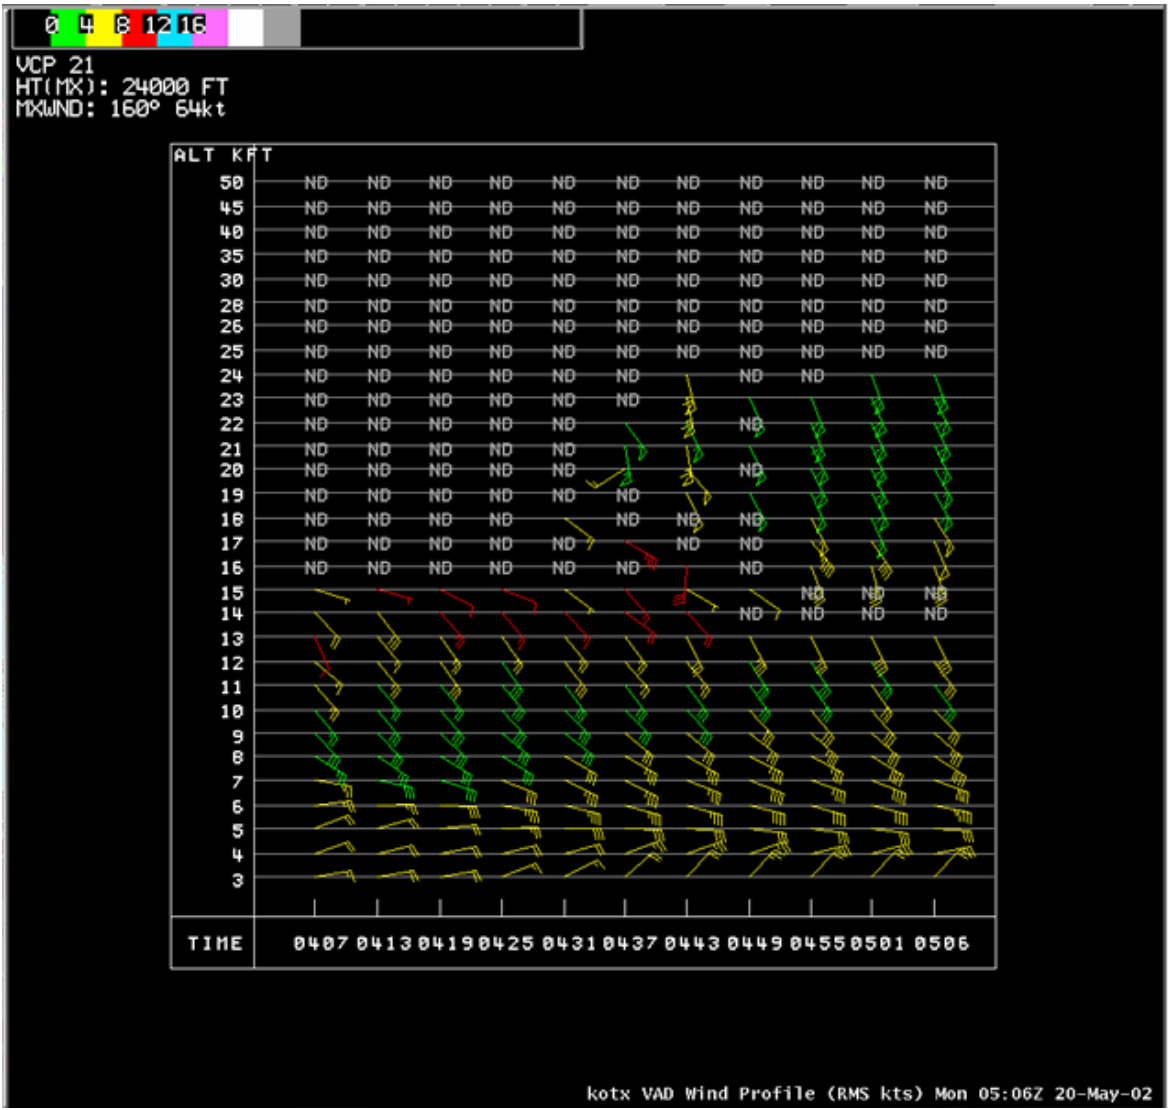 0 4 8 12 16
VCP 21
HT(MX): 24000 FT
MXWND: 160º 64kt
ALT KFT
50 ND ND ND ND ND ND ND ND ND ND ND
45 ND ND ND ND ND ND ND ND ND ND ND
40 ND ND ND ND ND ND ND ND ND ND ND
35 ND ND ND ND ND ND ND ND ND ND ND
30 ND ND ND ND ND ND ND ND ND ND ND
28 ND ND ND ND ND ND ND ND ND ND ND
26 ND ND ND ND ND ND ND ND ND ND ND
25 ND ND ND ND ND ND ND ND ND ND ND
24 ND ND ND ND ND ND ND ND
23 ND ND ND ND ND ND
22 ND ND ND ND ND ND
21 ND ND ND ND ND
20 ND ND ND ND ND ND
19 ND ND ND ND ND ND
18 ND ND ND ND ND ND ND
17 ND ND ND ND ND ND ND
16 ND ND ND ND ND ND ND
15 ND ND ND
14 ND ND ND ND
13
12
11
10
9
8
7
6
5
4
3
TIME 0407 0413 0419 0425 0431 0437 0443 0449 0455 0501 0506
kotx VAD Wind Profile (RMS kts) Mon 05:06Z 20-May-02